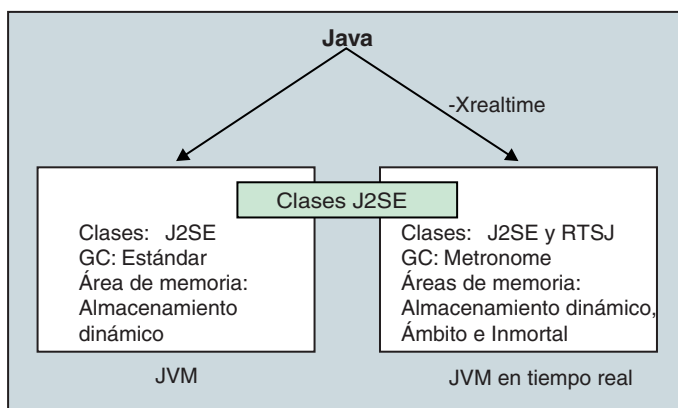 Java
-Xrealtime
Clases J2SE
Clases: J2SE
GC: Estándar
Área de memoria:
Almacenamiento
dinámico
JVM
Clases: J2SE y RTSJ
GC: Metronome
Áreas de memoria:
Almacenamiento dinámico,
Ámbito e Inmortal
JVM en tiempo real